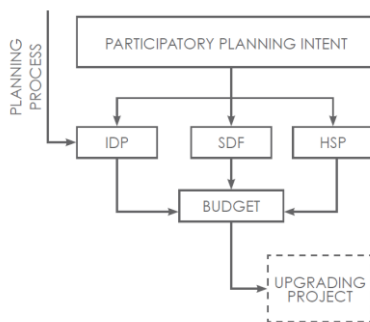 PARTICIPATORY PLANNING INTENT
PLANNING
PROCESS
IDP
SDF
HSP
BUDGET
UPGRADING
PROJECT